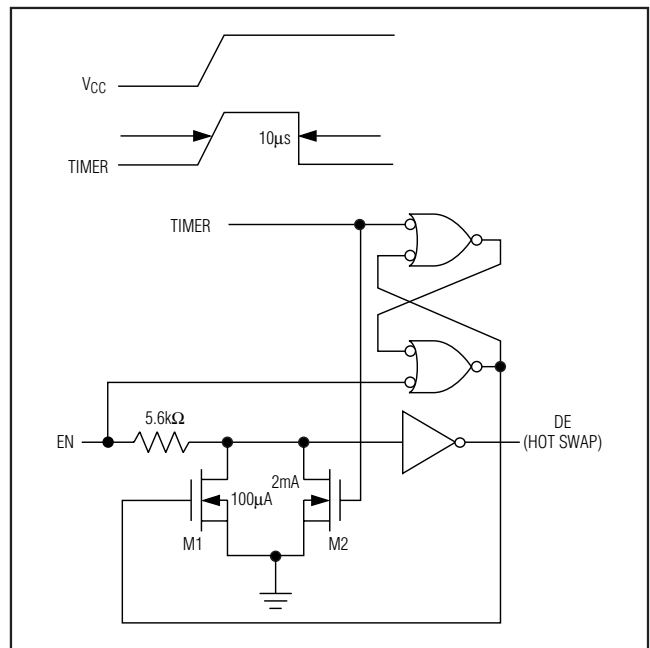 VCC
10μs
TIMER
TIMER
5.6kΩ
EN
DE
(HOT SWAP)
2mA
100μA
M1 M2